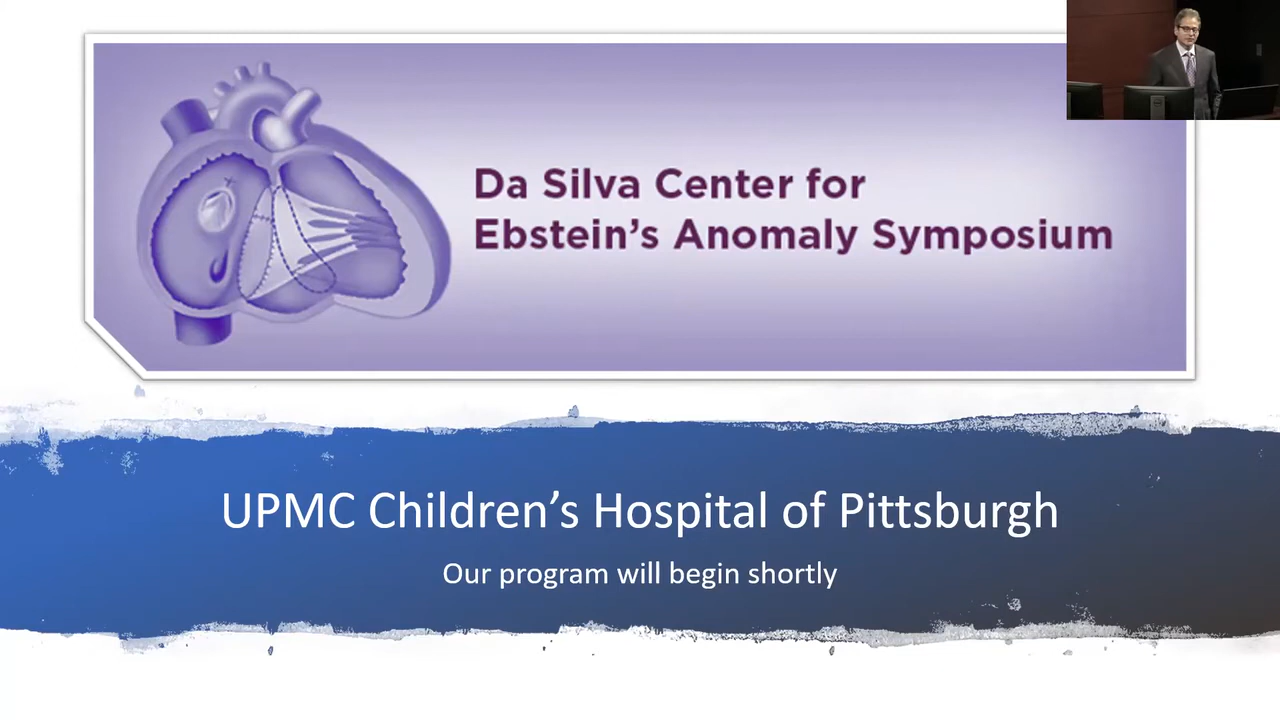 Da Silva Center for
Ebstein’s Anomaly Symposium
UPMC Children’s Hospital of Pittsburgh
Our program will begin shortly